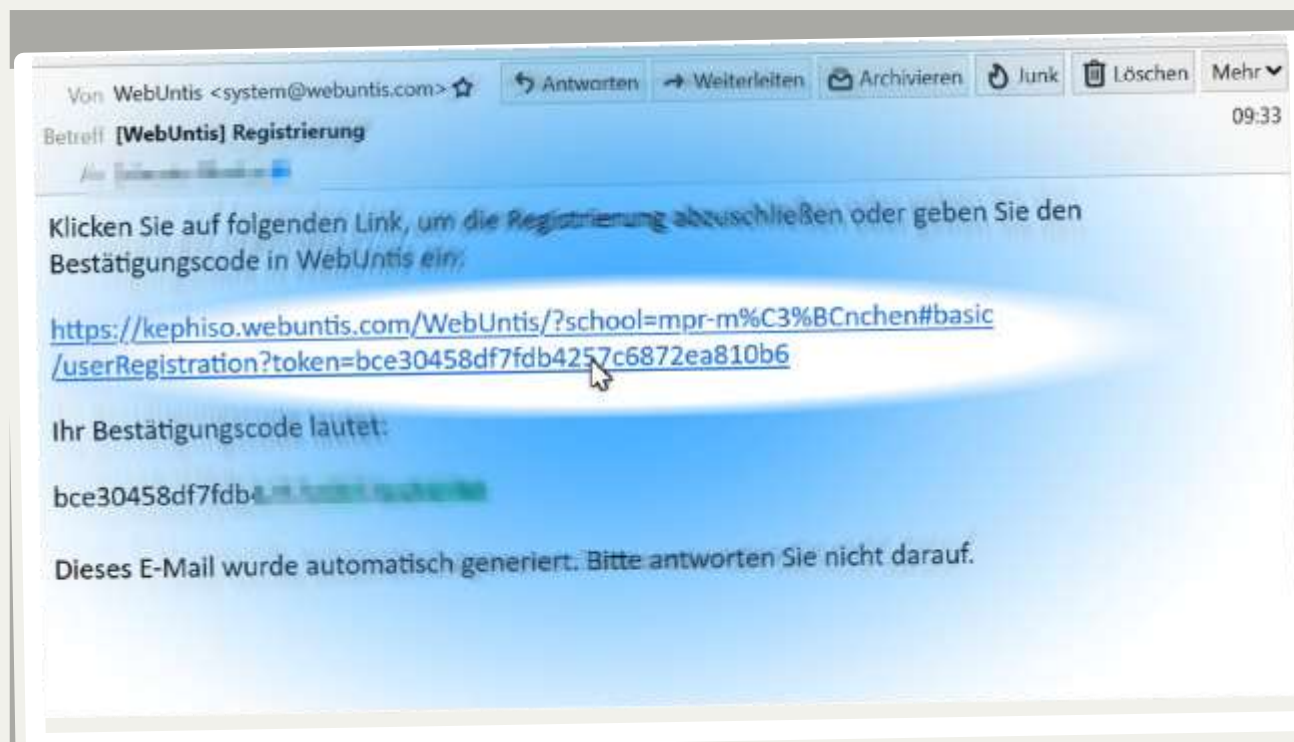 Von WebUntis <system@webuntis.com> Antworten Weiterleiten Archivieren Junk Löschen Mehr
Betreff [WebUntis] Registrierung 09:33
An
Klicken Sie auf folgenden Link, um die Registrierung abzuschließen oder geben Sie den
Bestätigungscode in WebUntis ein:
https://kephiso.webuntis.com/WebUntis/?school=mpr-m%C3%BCnchen#basic
/userRegistration?token=bce30458df7fdb4257c6872ea810b6
Ihr Bestätigungscode lautet:
bce30458df7fdb4
Dieses E-Mail wurde automatisch generiert. Bitte antworten Sie nicht darauf.